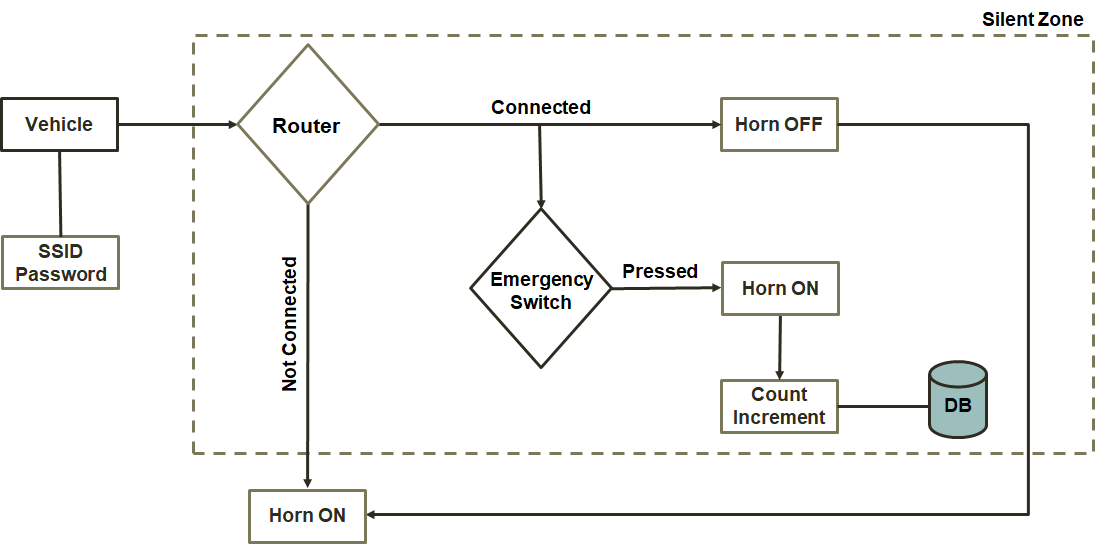 Silent Zone
Vehicle
Router
Connected
Horn OFF
SSID
Password
Not Connected
Emergency
Switch
Pressed
Horn ON
Count
Increment
DB
Horn ON